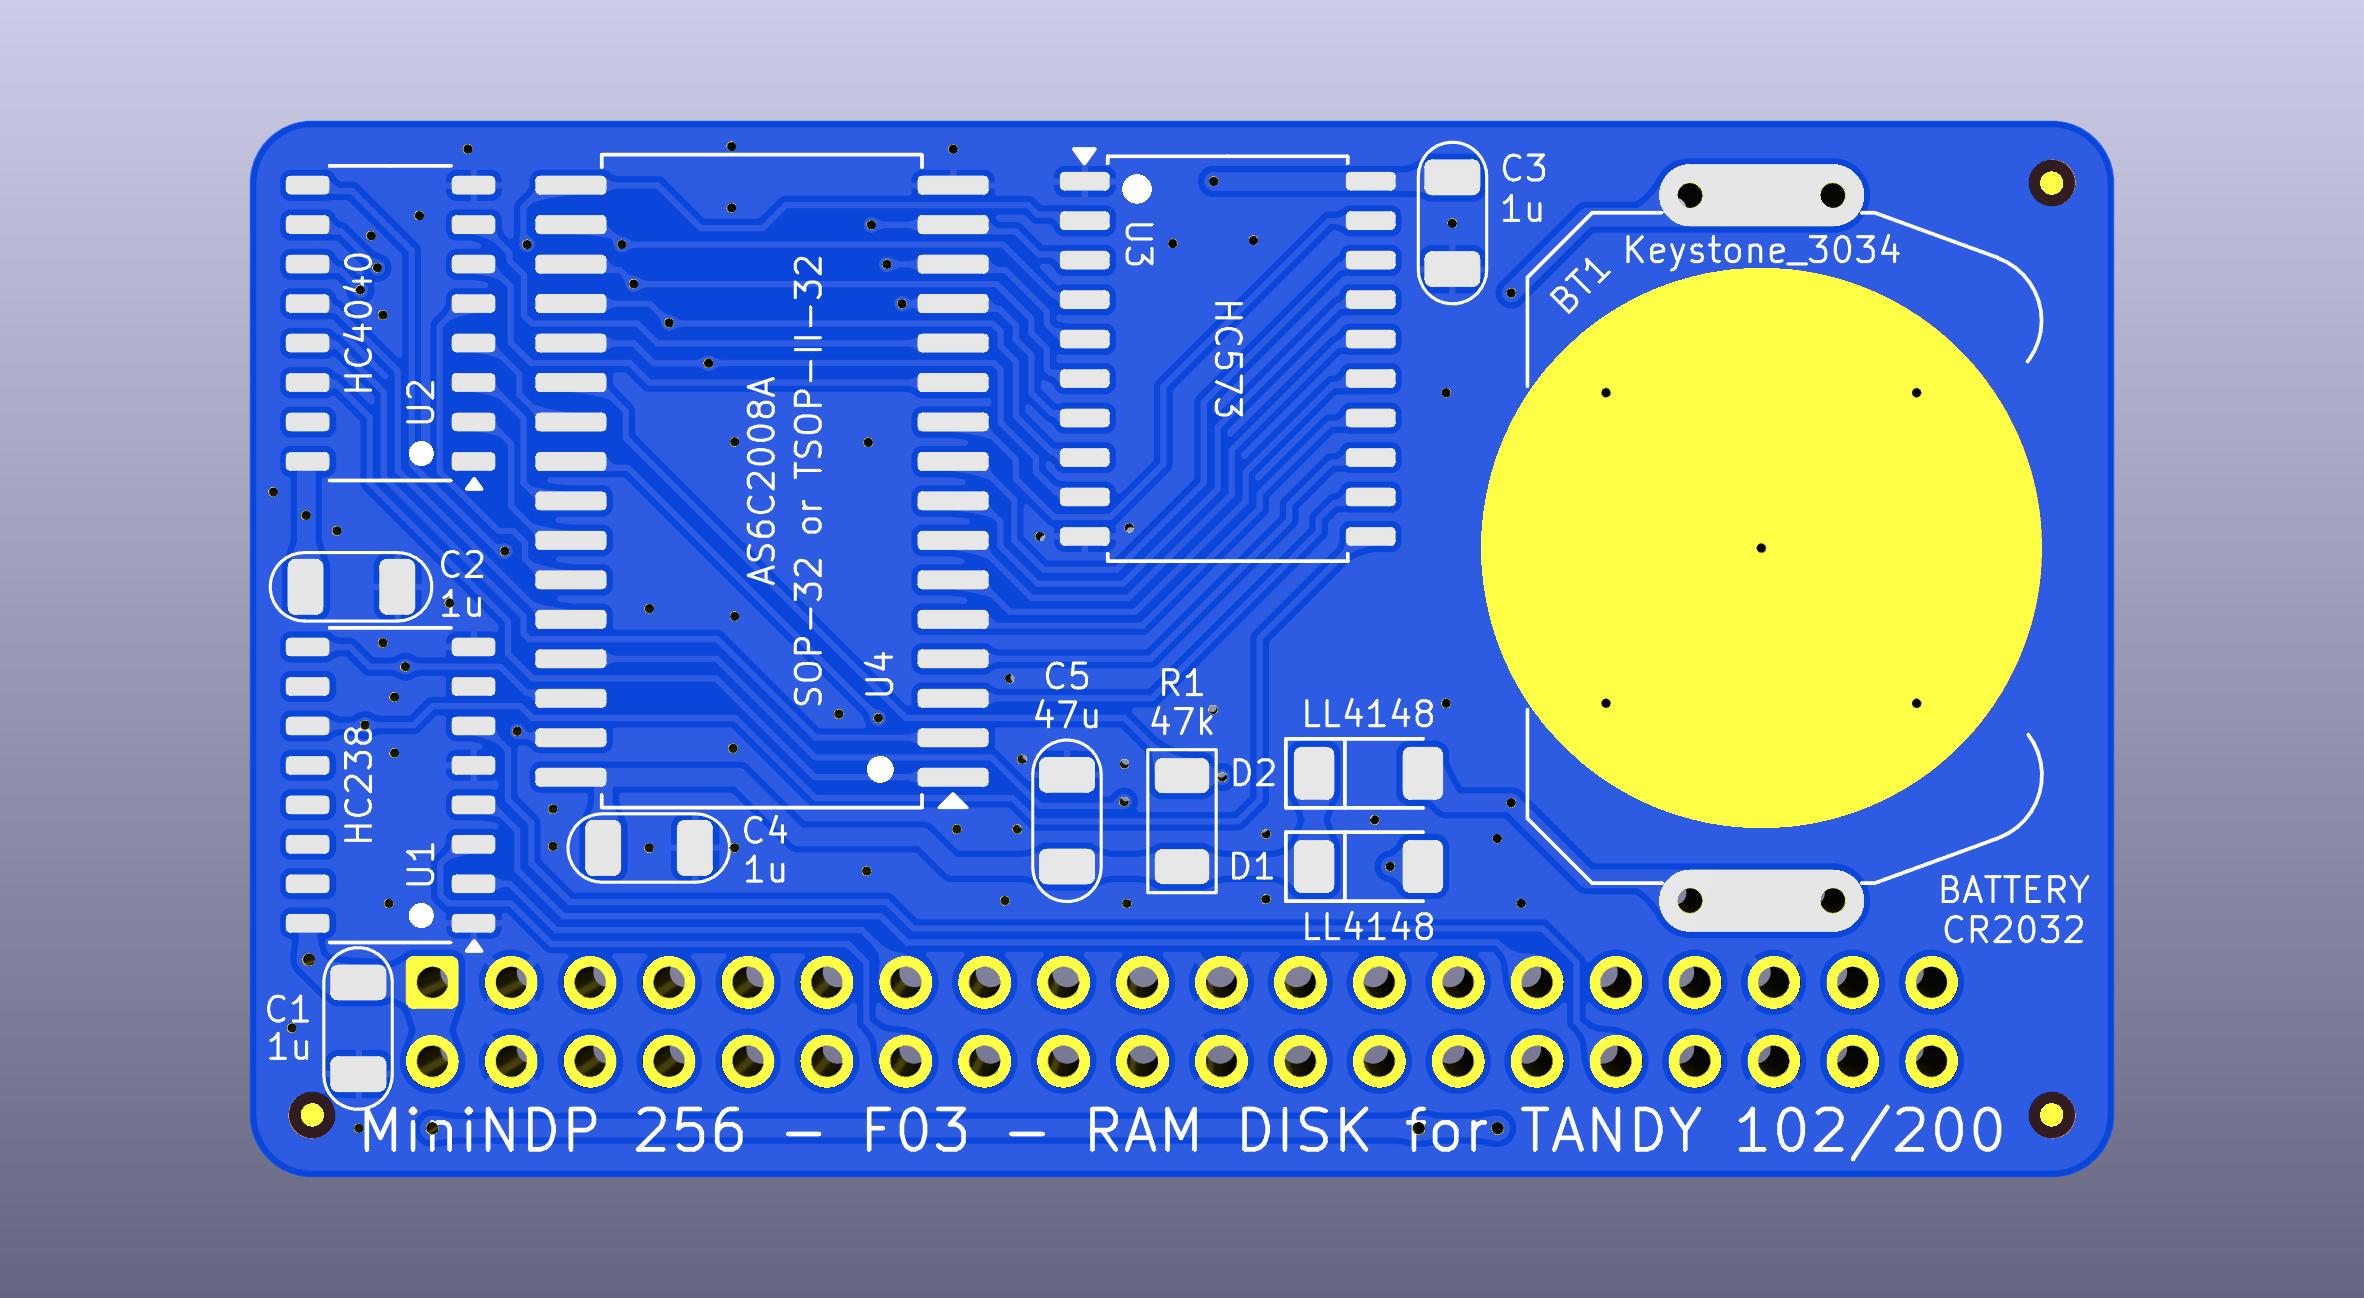 C3
1u
Keystone_3034
BT1
U3
HC573
HC4040
U2
AS6C2008A
SOP-32 or TSOP-II-32
U4
C2
1u
C5
47u
R1
47k
LL4148
D2
D1
LL4148
HC238
U1
C4
1u
BATTERY
CR2032
C1
1u
MiniNDP 256 - F03 - RAM DISK for TANDY 102/200